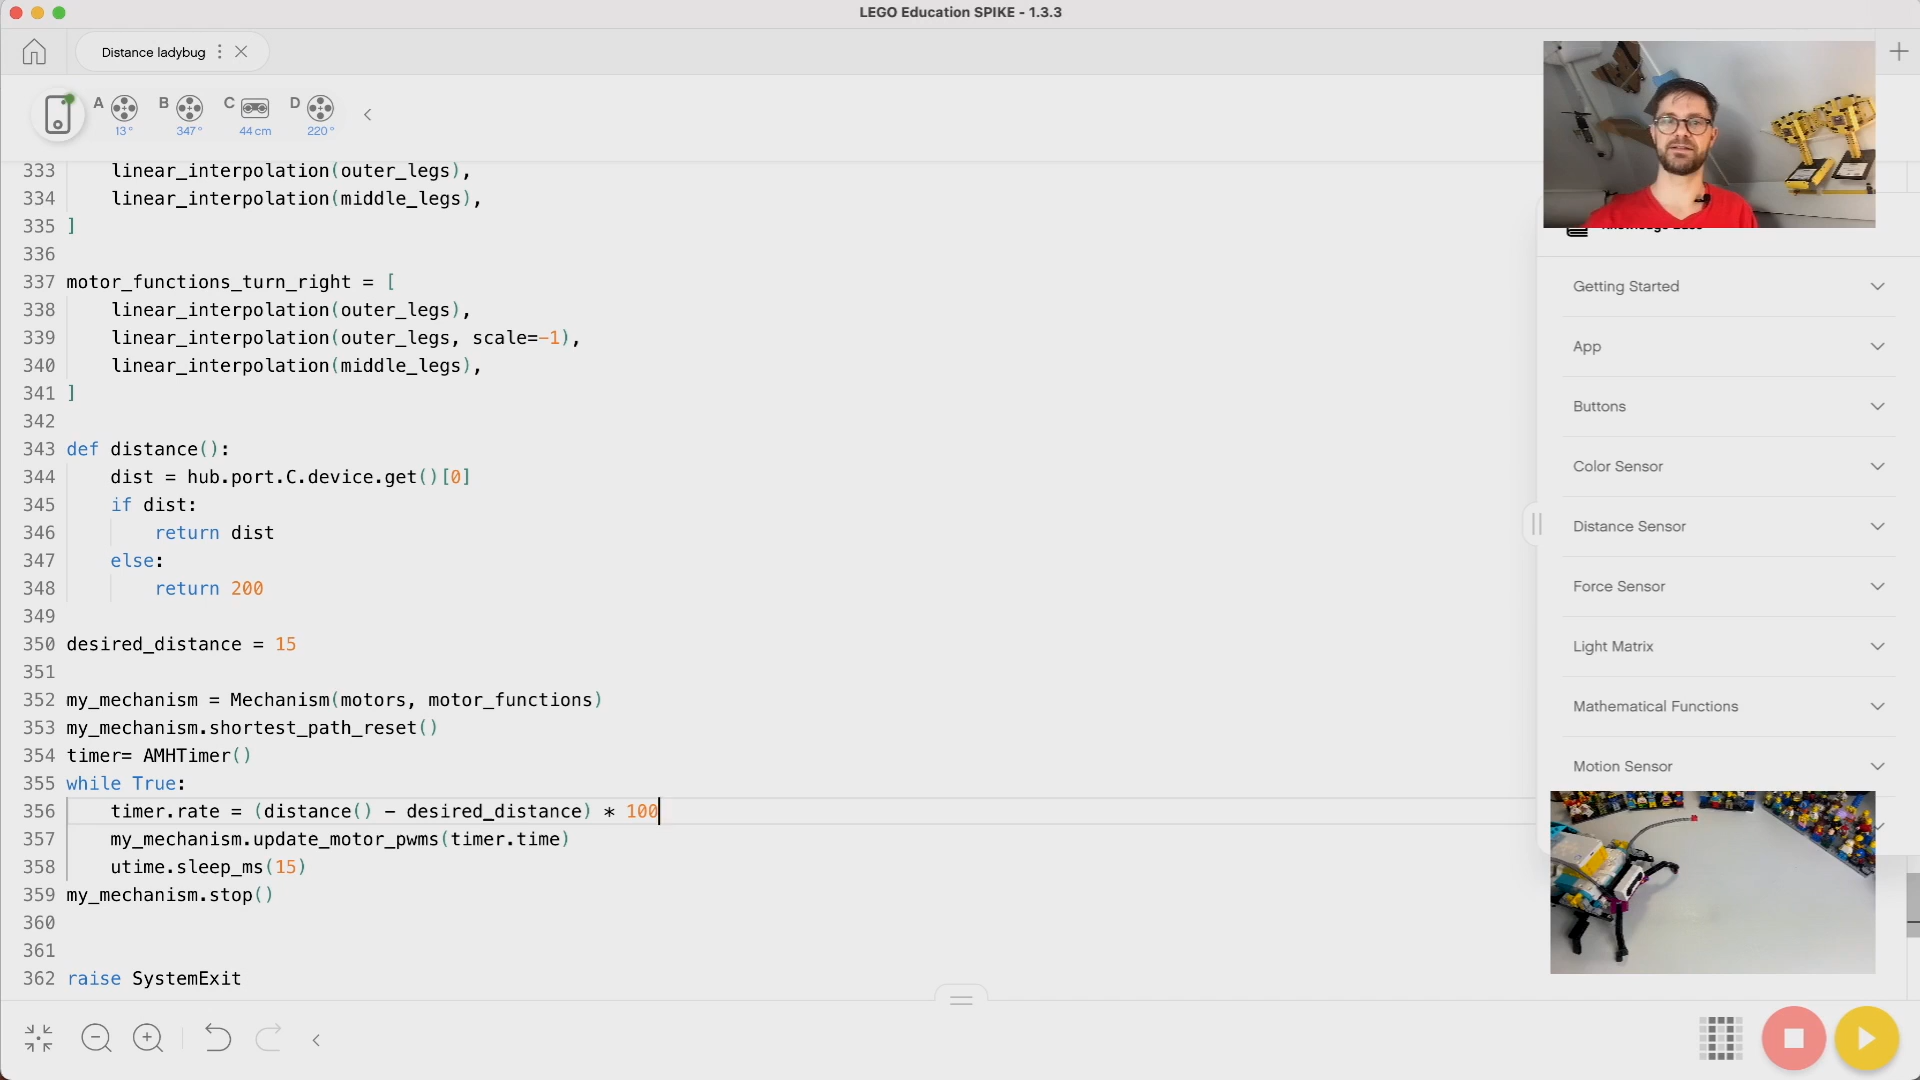 LEGO Education SPIKE - 1.3.3
Distance ladybug
A B C D
13° 347° 44 cm 220°
333 linear_interpolation(outer_legs),
334 linear_interpolation(middle_legs),
335 ]
336
337 motor_functions_turn_right = [
338 linear_interpolation(outer_legs),
339 linear_interpolation(outer_legs, scale=-1),
340 linear_interpolation(middle_legs),
341 ]
342
343 def distance():
344 dist = hub.port.C.device.get()[0]
345 if dist:
346 return dist
347 else:
348 return 200
349
350 desired_distance = 15
351
352 my_mechanism = Mechanism(motors, motor_functions)
353 my_mechanism.shortest_path_reset()
354 timer= AMHTimer()
355 while True:
356 timer.rate = (distance() - desired_distance) * 100
357 my_mechanism.update_motor_pwms(timer.time)
358 utime.sleep_ms(15)
359 my_mechanism.stop()
360
361
362 raise SystemExit
Getting Started
App
Buttons
Color Sensor
Distance Sensor
Force Sensor
Light Matrix
Mathematical Functions
Motion Sensor